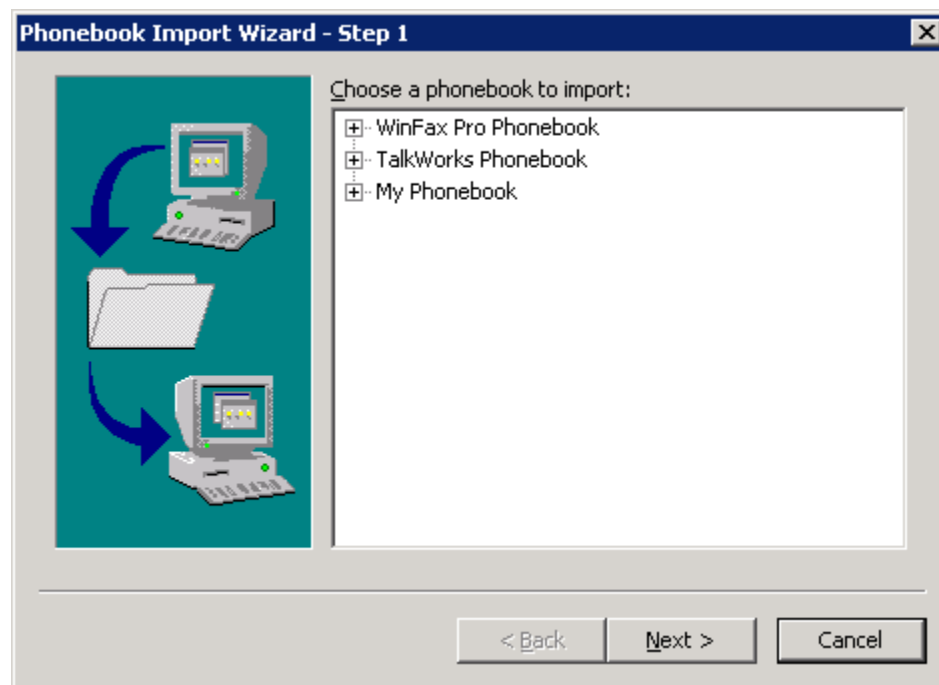 Phonebook Import Wizard - Step 1
Choose a phonebook to import:
WinFax Pro Phonebook
TalkWorks Phonebook
My Phonebook
< Back
Next >
Cancel